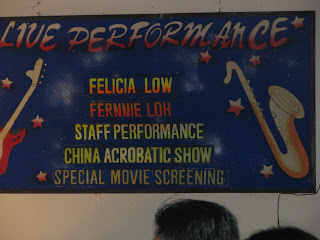 LIVE PERFORMANCE
FELICIA LOW
FERNNIE LOH
STAFF PERFORMANCE
CHINA ACROBATIC SHOW
SPECIAL MOVIE SCREENING